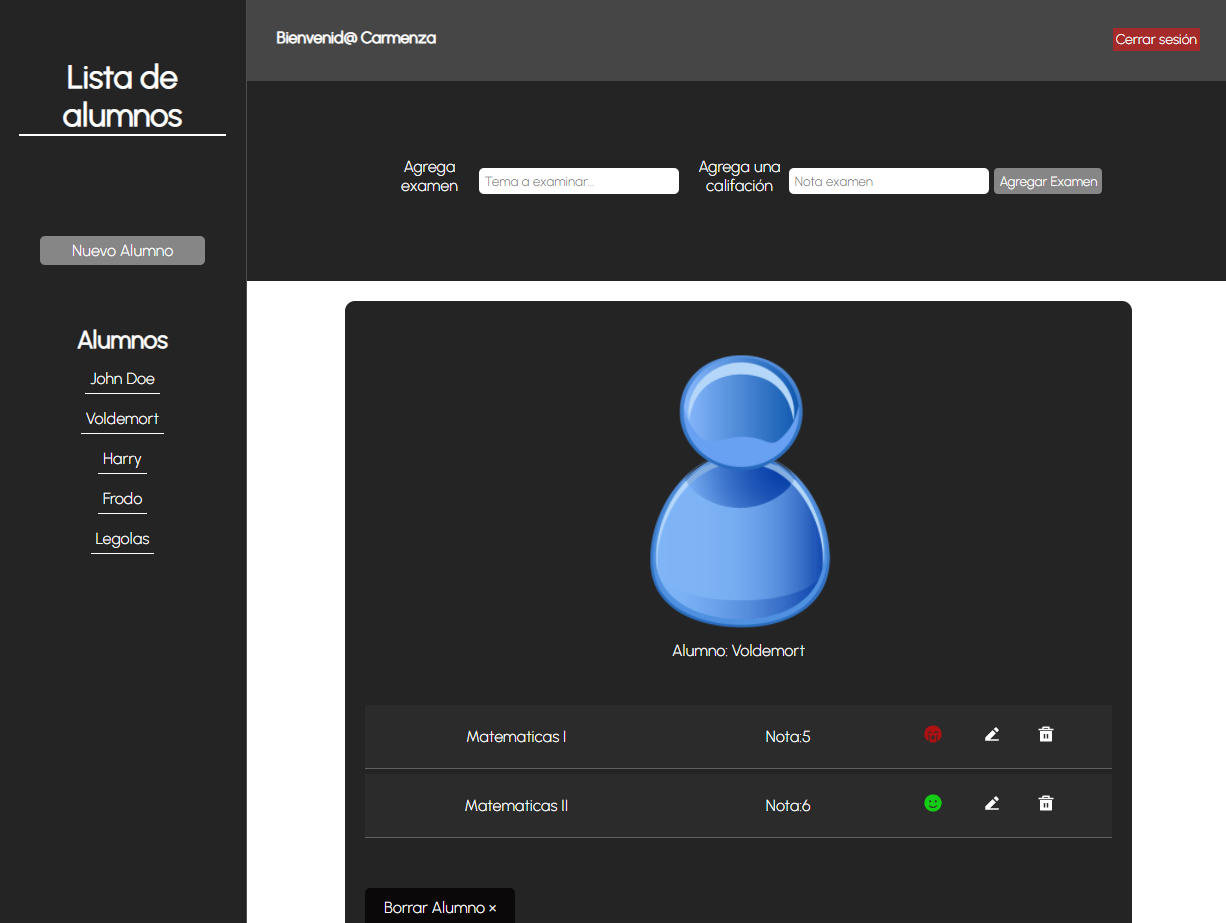 Lista de
alumnos
Nuevo Alumno
Alumnos
John Doe
Voldemort
Harry
Frodo
Legolas
Bienvenid@ Carmenza
Cerrar sesión
Agrega
examen
Tema a examinar...
Agrega una
califación
Nota examen
Agregar Examen
Alumno: Voldemort
Matematicas I
Nota:5
Matematicas II
Nota:6
Borrar Alumno ×